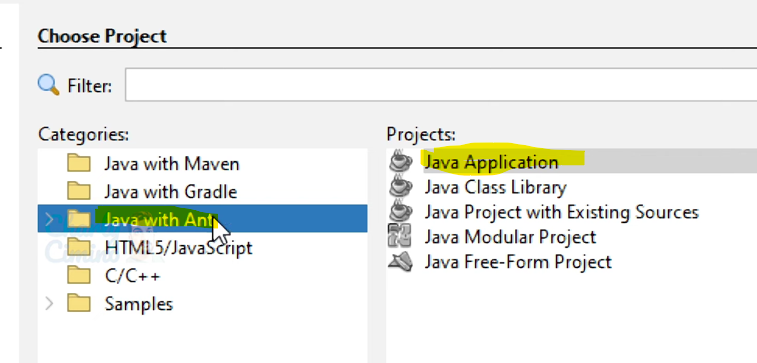 Choose Project
Filter:
Categories:
Java with Maven
Java with Gradle
Java with Ant
HTML5/JavaScript
C/C++
Samples
Projects:
Java Application
Java Class Library
Java Project with Existing Sources
Java Modular Project
Java Free-Form Project